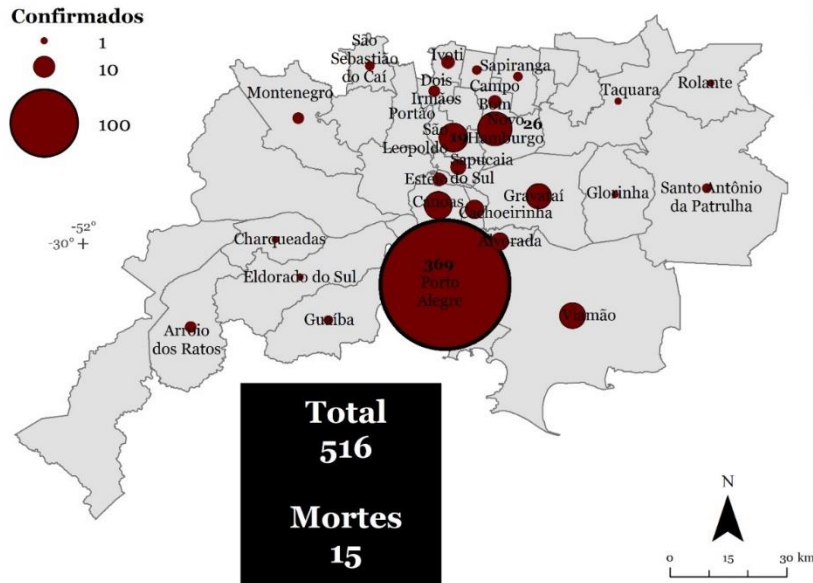 Confirmados
1
10
100
São
Sebastião
do Caí
Ivoti
Dois
Irmãos
Sapiranga
Campo
Bom
Montenegro
Portão
Taquara
Rolante
São
Leopoldo
19
Novo
Hamburgo
26
Sapucaia
do Sul
Esteio
Canoas
Cachoeirinha
Gravataí
Glorinha
Santo Antônio
da Patrulha
-52°
-30°
Charqueadas
Alvorada
Eldorado do Sul
369
Porto
Alegre
Guaíba
Viamão
Arroio
dos Ratos
Total
516
Mortes
15
N
0 15 30 km